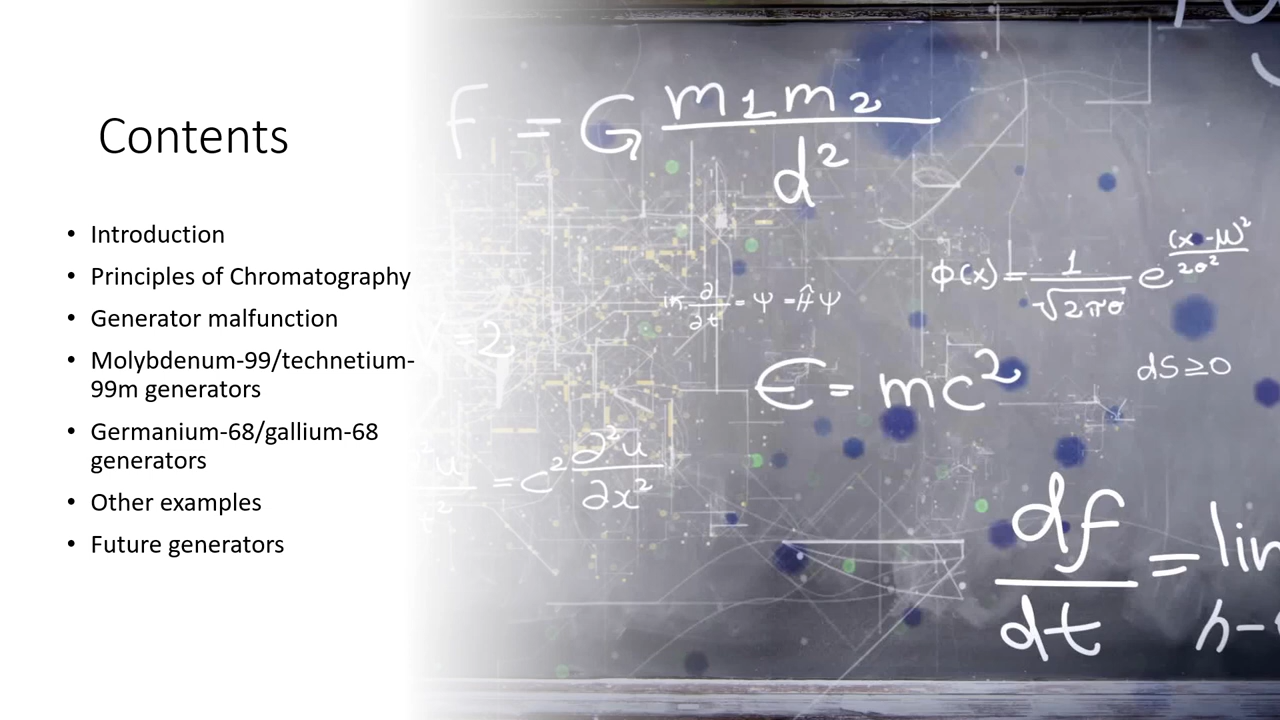 Contents
• Introduction
• Principles of Chromatography
• Generator malfunction
• Molybdenum-99/technetium-
99m generators
• Germanium-68/gallium-68
generators
• Other examples
• Future generators
F = G m1m2
d²
ϕ(x) = 1
√2πσ e (x-μ)²
2σ²
∂
∂t = Ψ = Ĥ Ψ
= 2
E = mc²
dS ≥ 0
= c² ∂²u
∂x²
df
dt = lim
h-